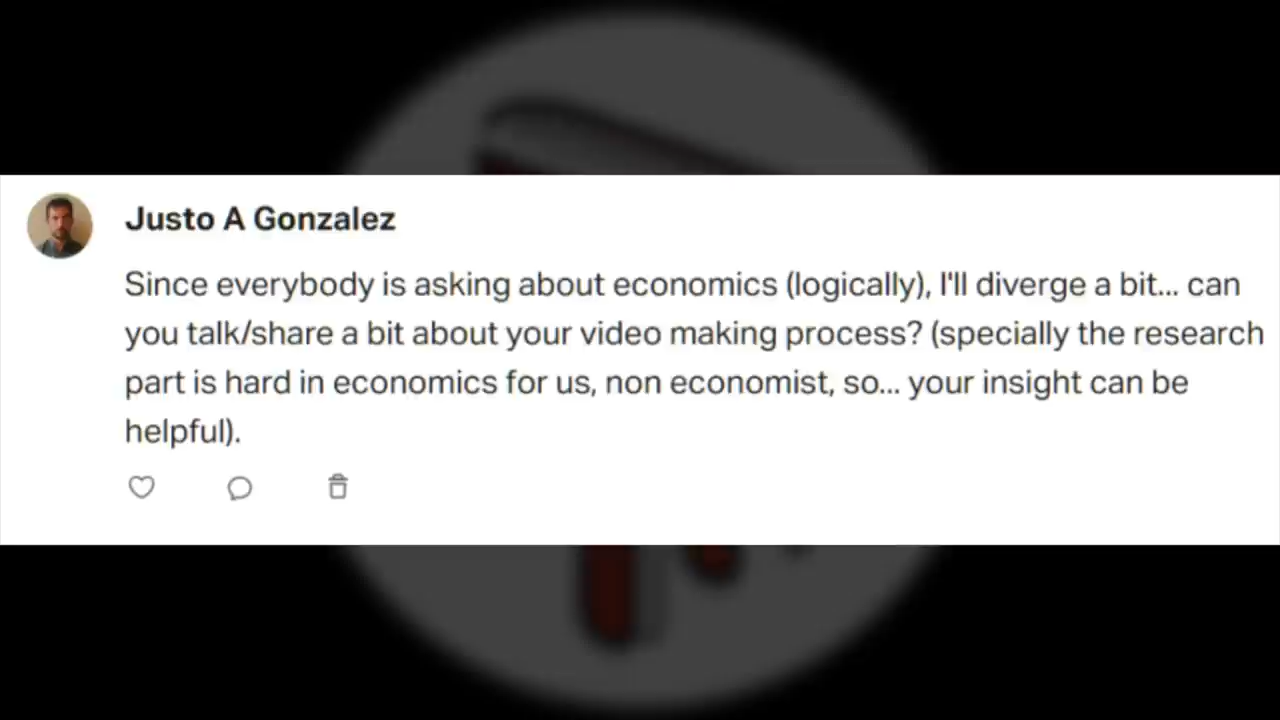 Justo A Gonzalez
Since everybody is asking about economics (logically), I'll diverge a bit... can
you talk/share a bit about your video making process? (specially the research
part is hard in economics for us, non economist, so... your insight can be
helpful).